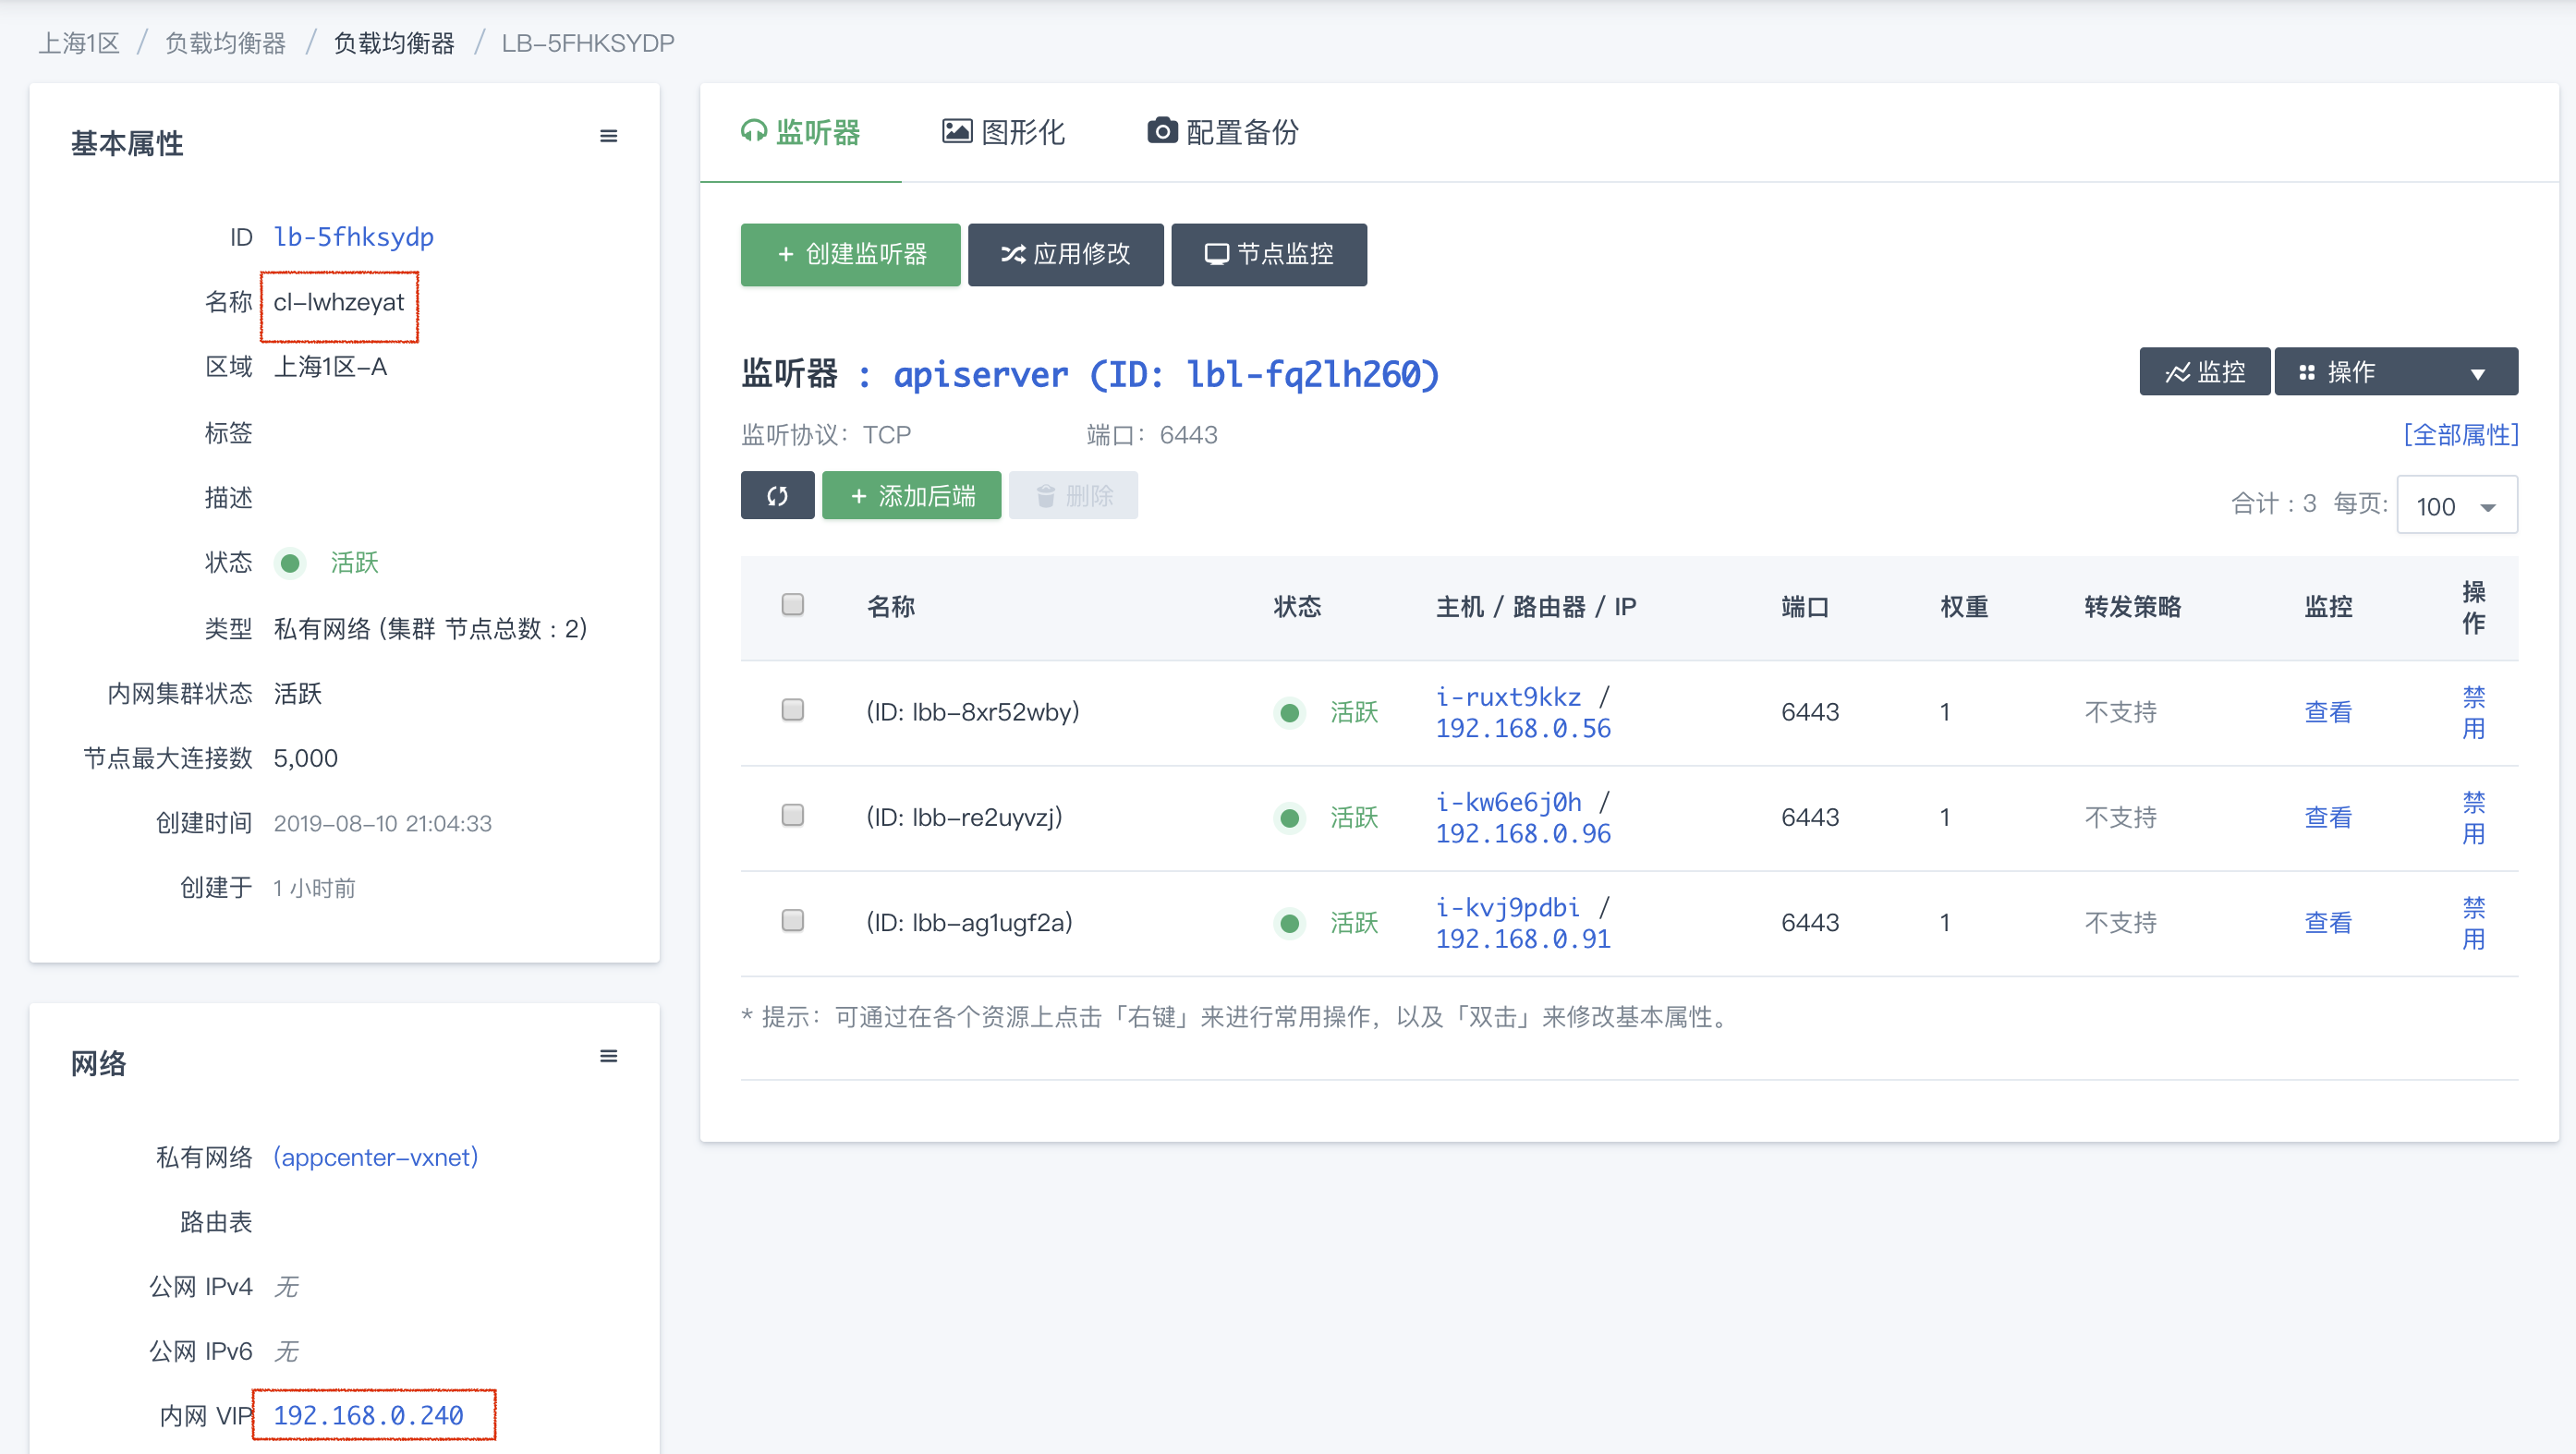 上海1区 / 负载均衡器 / 负载均衡器 / LB-5FHKSYDP
基本属性
ID lb-5fhksydp
名称 cl-lwhzeyat
区域 上海1区-A
标签
描述
状态 活跃
类型 私有网络 (集群 节点总数：2)
内网集群状态 活跃
节点最大连接数 5,000
创建时间 2019-08-10 21:04:33
创建于 1 小时前
网络
私有网络 (appcenter-vxnet)
路由表
公网 IPv4 无
公网 IPv6 无
内网 VIP 192.168.0.240
监听器 图形化 配置备份
+ 创建监听器 应用修改 节点监控
监听器 : apiserver (ID: lbl-fq2lh260) 监控 操作
监听协议：TCP 端口：6443 [全部属性]
+ 添加后端 删除 合计：3 每页: 100
名称 状态 主机 / 路由器 / IP 端口 权重 转发策略 监控 操作
(ID: lbb-8xr52wby) 活跃 i-ruxt9kkz / 192.168.0.56 6443 1 不支持 查看 禁用
(ID: lbb-re2uyvzj) 活跃 i-kw6e6j0h / 192.168.0.96 6443 1 不支持 查看 禁用
(ID: lbb-ag1ugf2a) 活跃 i-kvj9pdbi / 192.168.0.91 6443 1 不支持 查看 禁用
* 提示：可通过在各个资源上点击「右键」来进行常用操作，以及「双击」来修改基本属性。